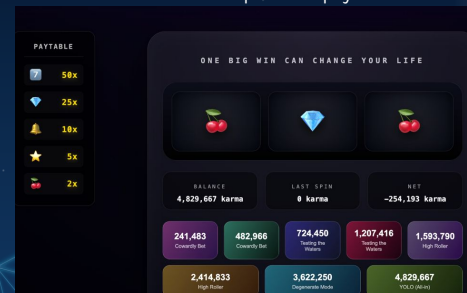 PAYTABLE
7 50x
25x
10x
5x
2x
ONE BIG WIN CAN CHANGE YOUR LIFE
BALANCE
4,829,667 karma
LAST SPIN
0 karma
NET
−254,193 karma
241,483
Cowardly Bet
482,966
Cowardly Bet
724,450
Testing the
Waters
1,207,416
Testing the
Waters
1,593,790
High Roller
2,414,833
High Roller
3,622,250
Degenerate Mode
4,829,667
YOLO (All-in)